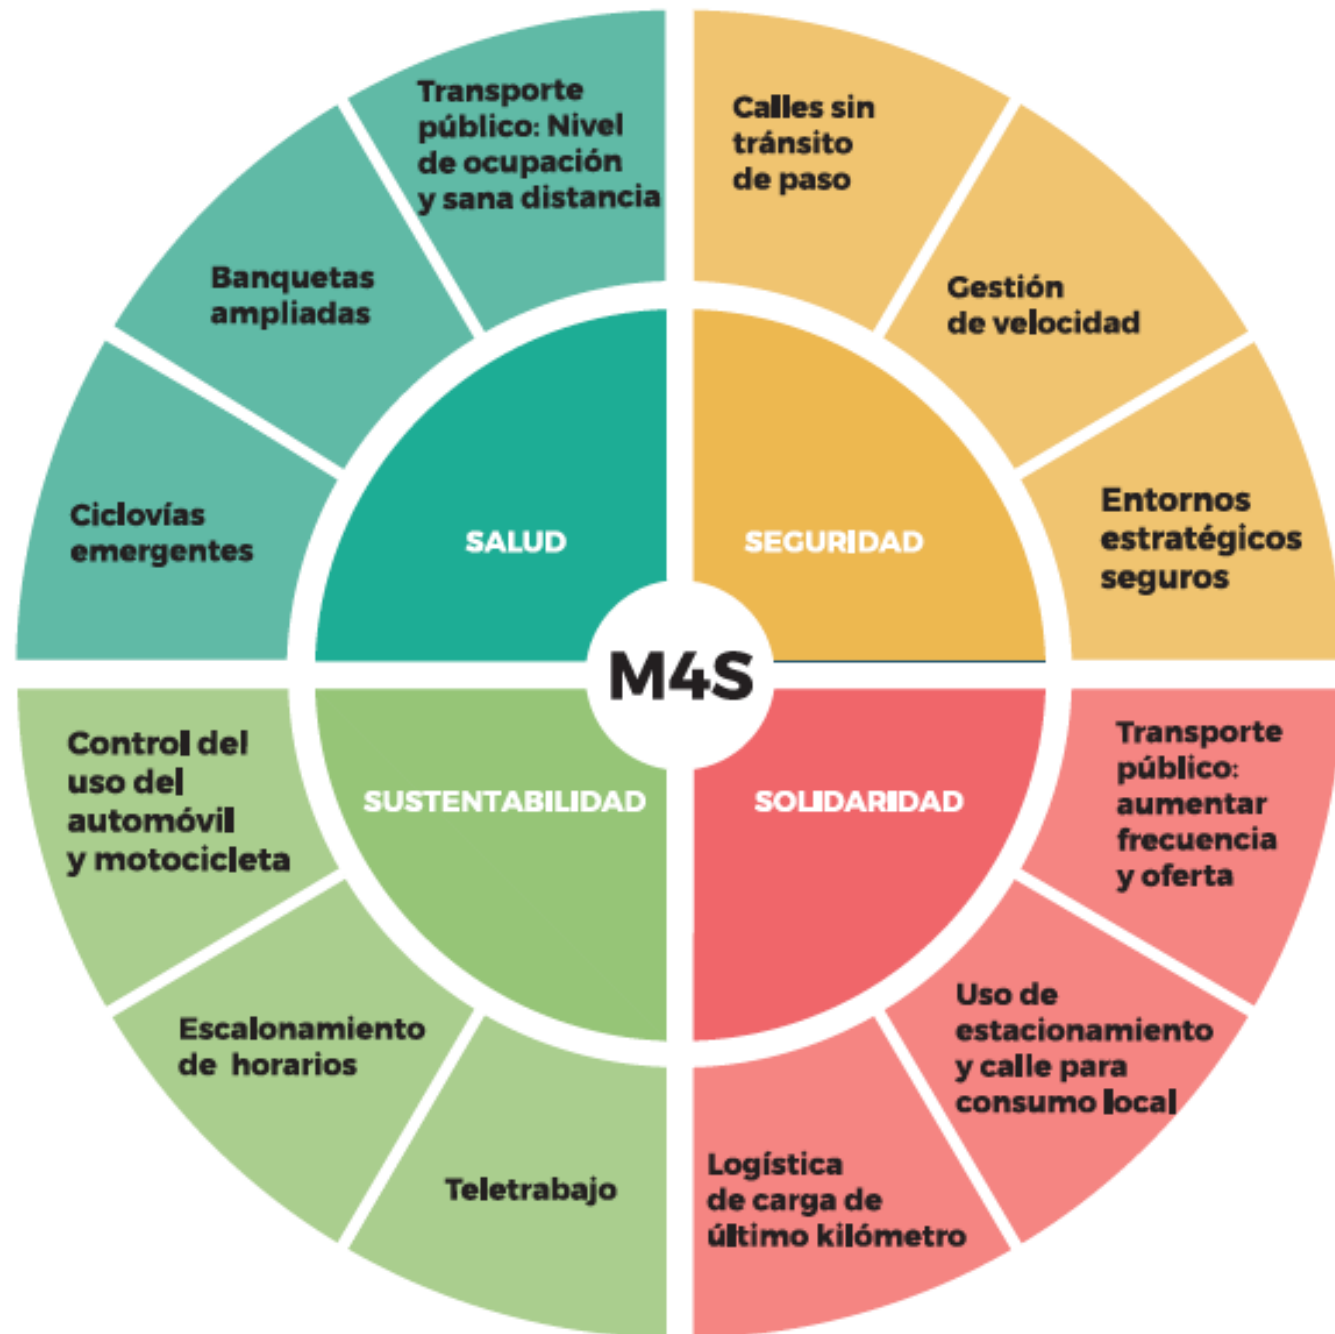 Transporte
público: Nivel
de ocupación
y sana distancia
Banquetas
ampliadas
Ciclovías
emergentes
SALUD
Calles sin
tránsito
de paso
Gestión
de velocidad
Entornos
estratégicos
seguros
SEGURIDAD
M4S
Control del
uso del
automóvil
y motocicleta
Escalonamiento
de horarios
Teletrabajo
SUSTENTABILIDAD
SOLIDARIDAD
Transporte
público:
aumentar
frecuencia
y oferta
Uso de
estacionamiento
y calle para
consumo local
Logística
de carga de
último kilómetro